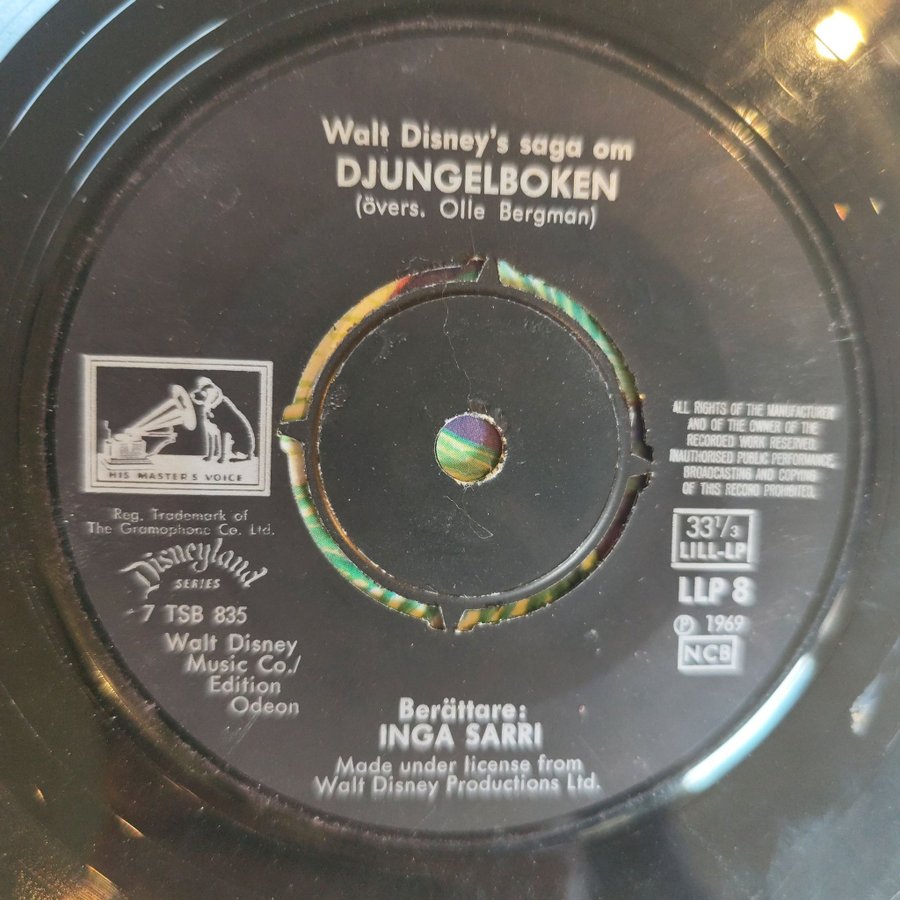 Walt Disney's saga om
DJUNGELBOKEN
(övers. Olle Bergman)
HIS MASTER'S VOICE
Reg. Trademark of
The Gramophone Co. Ltd.
Disneyland
SERIES
7 TSB 835
Walt Disney
Music Co./
Edition
Odeon
ALL RIGHTS OF THE MANUFACTURER
AND OF THE OWNER OF THE
RECORDED WORK RESERVED.
UNAUTHORISED PUBLIC PERFORMANCE,
BROADCASTING AND COPYING
OF THIS RECORD PROHIBITED.
33 1/3
LILL-LP
LLP 8
Ⓟ 1969
NCB
Berättare:
INGA SARRI
Made under license from
Walt Disney Productions Ltd.